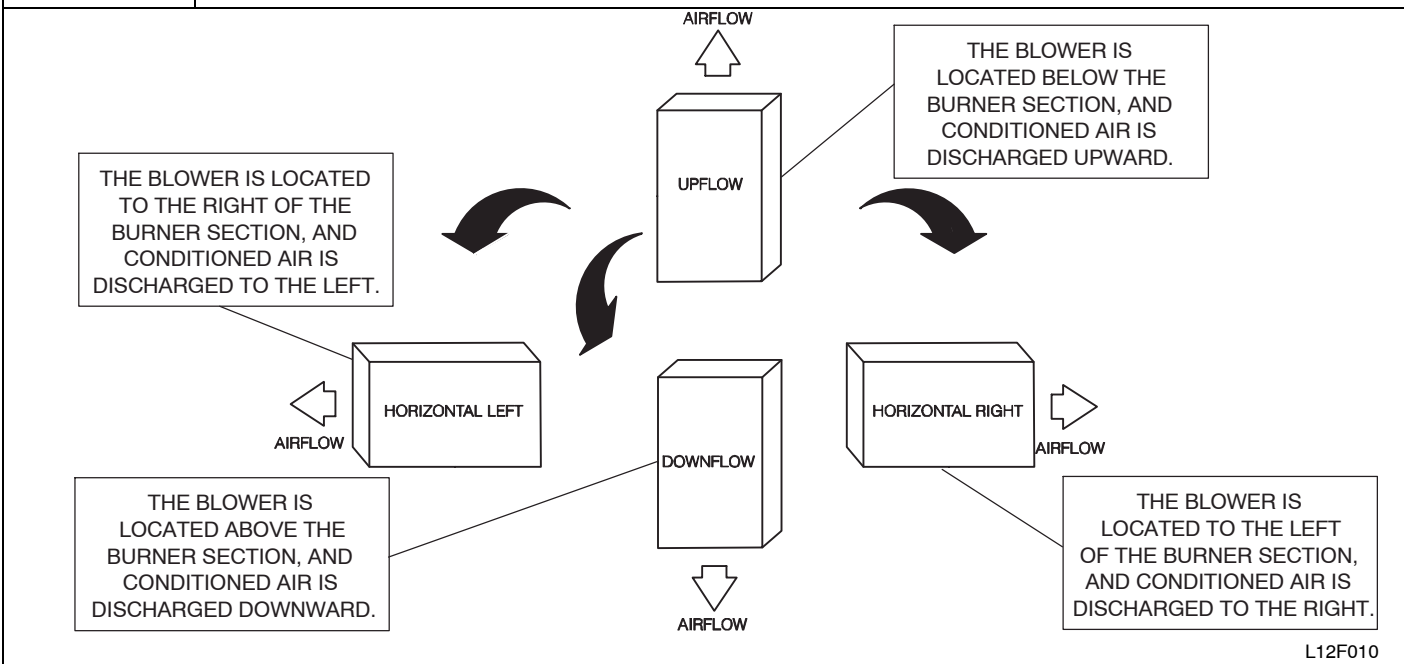 AIRFLOW
THE BLOWER IS
LOCATED BELOW THE
BURNER SECTION, AND
CONDITIONED AIR IS
DISCHARGED UPWARD.
UPFLOW
THE BLOWER IS LOCATED
TO THE RIGHT OF THE
BURNER SECTION, AND
CONDITIONED AIR IS
DISCHARGED TO THE LEFT.
HORIZONTAL LEFT
AIRFLOW
HORIZONTAL RIGHT
AIRFLOW
DOWNFLOW
AIRFLOW
THE BLOWER IS
LOCATED ABOVE THE
BURNER SECTION, AND
CONDITIONED AIR IS
DISCHARGED DOWNWARD.
THE BLOWER IS
LOCATED TO THE LEFT
OF THE BURNER SECTION,
AND CONDITIONED AIR IS
DISCHARGED TO THE RIGHT.
L12F010